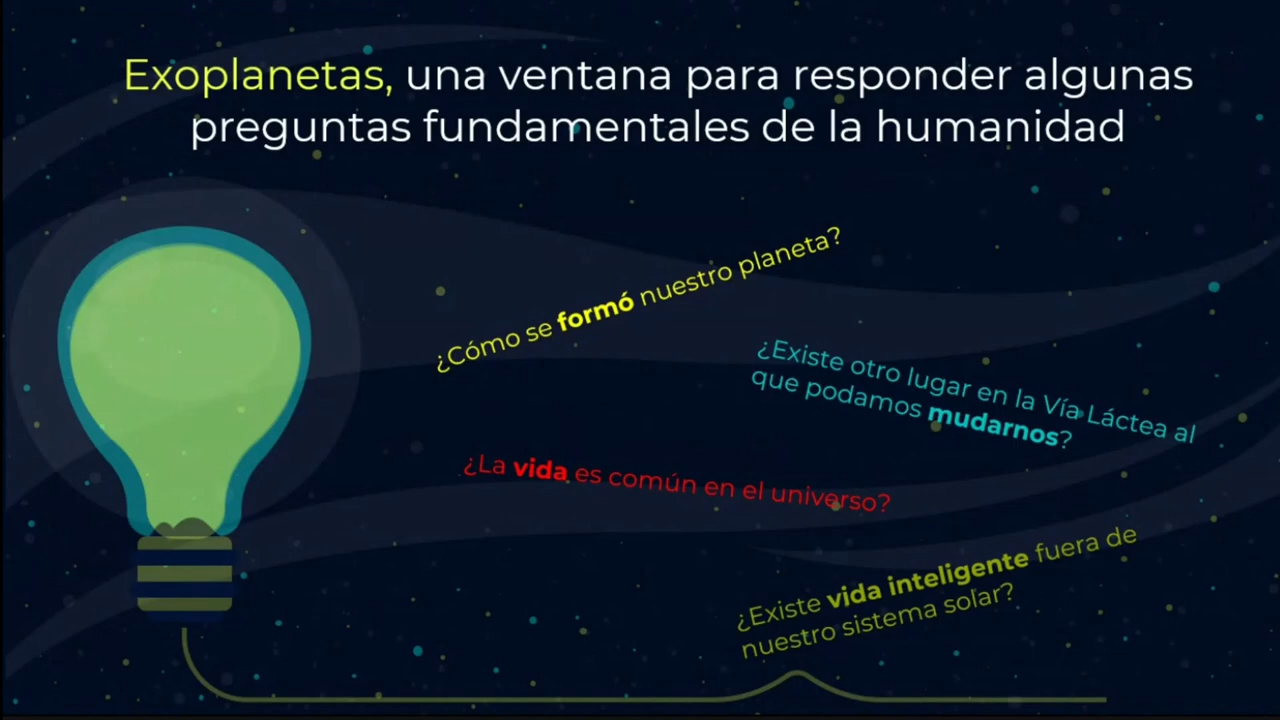 Exoplanetas, una ventana para responder algunas
preguntas fundamentales de la humanidad
¿Cómo se formó nuestro planeta?
¿Existe otro lugar en la Vía Láctea al
que podamos mudarnos?
¿La vida es común en el universo?
¿Existe vida inteligente fuera de
nuestro sistema solar?